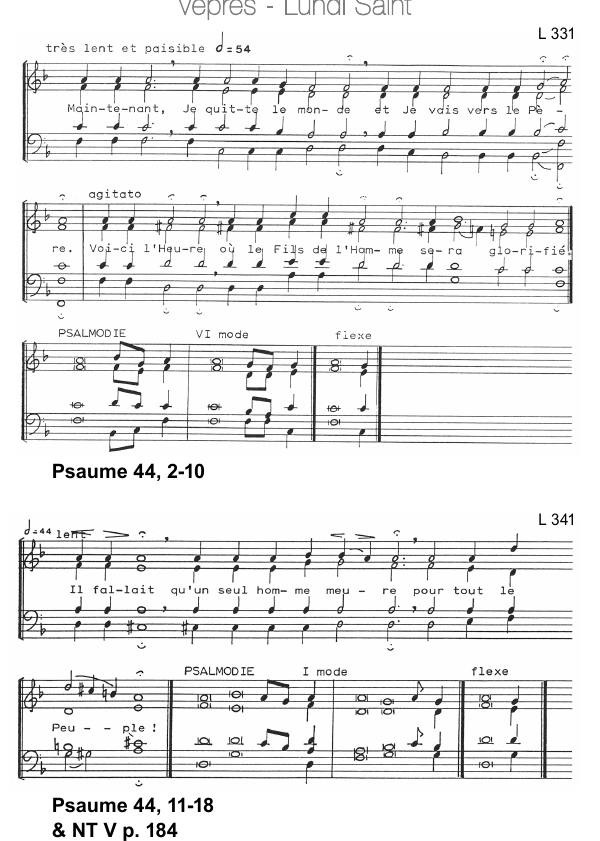 Vêpres - Lundi Saint
L 331
très lent et paisible =54
Main-te-nant, Je quit-te le mon-de et Je vais vers le Pè-
agitato
re. Voi-ci l'Heu-re où le Fils de l'Hom-me se-ra glo-ri-fié!
PSALMODIE VI mode flexe
Psaume 44, 2-10
L 341
=44 lent
Il fal-lait qu'un seul hom-me meu-re pour tout le
PSALMODIE I mode flexe
Peu--ple!
Psaume 44, 11-18
& NT V p. 184